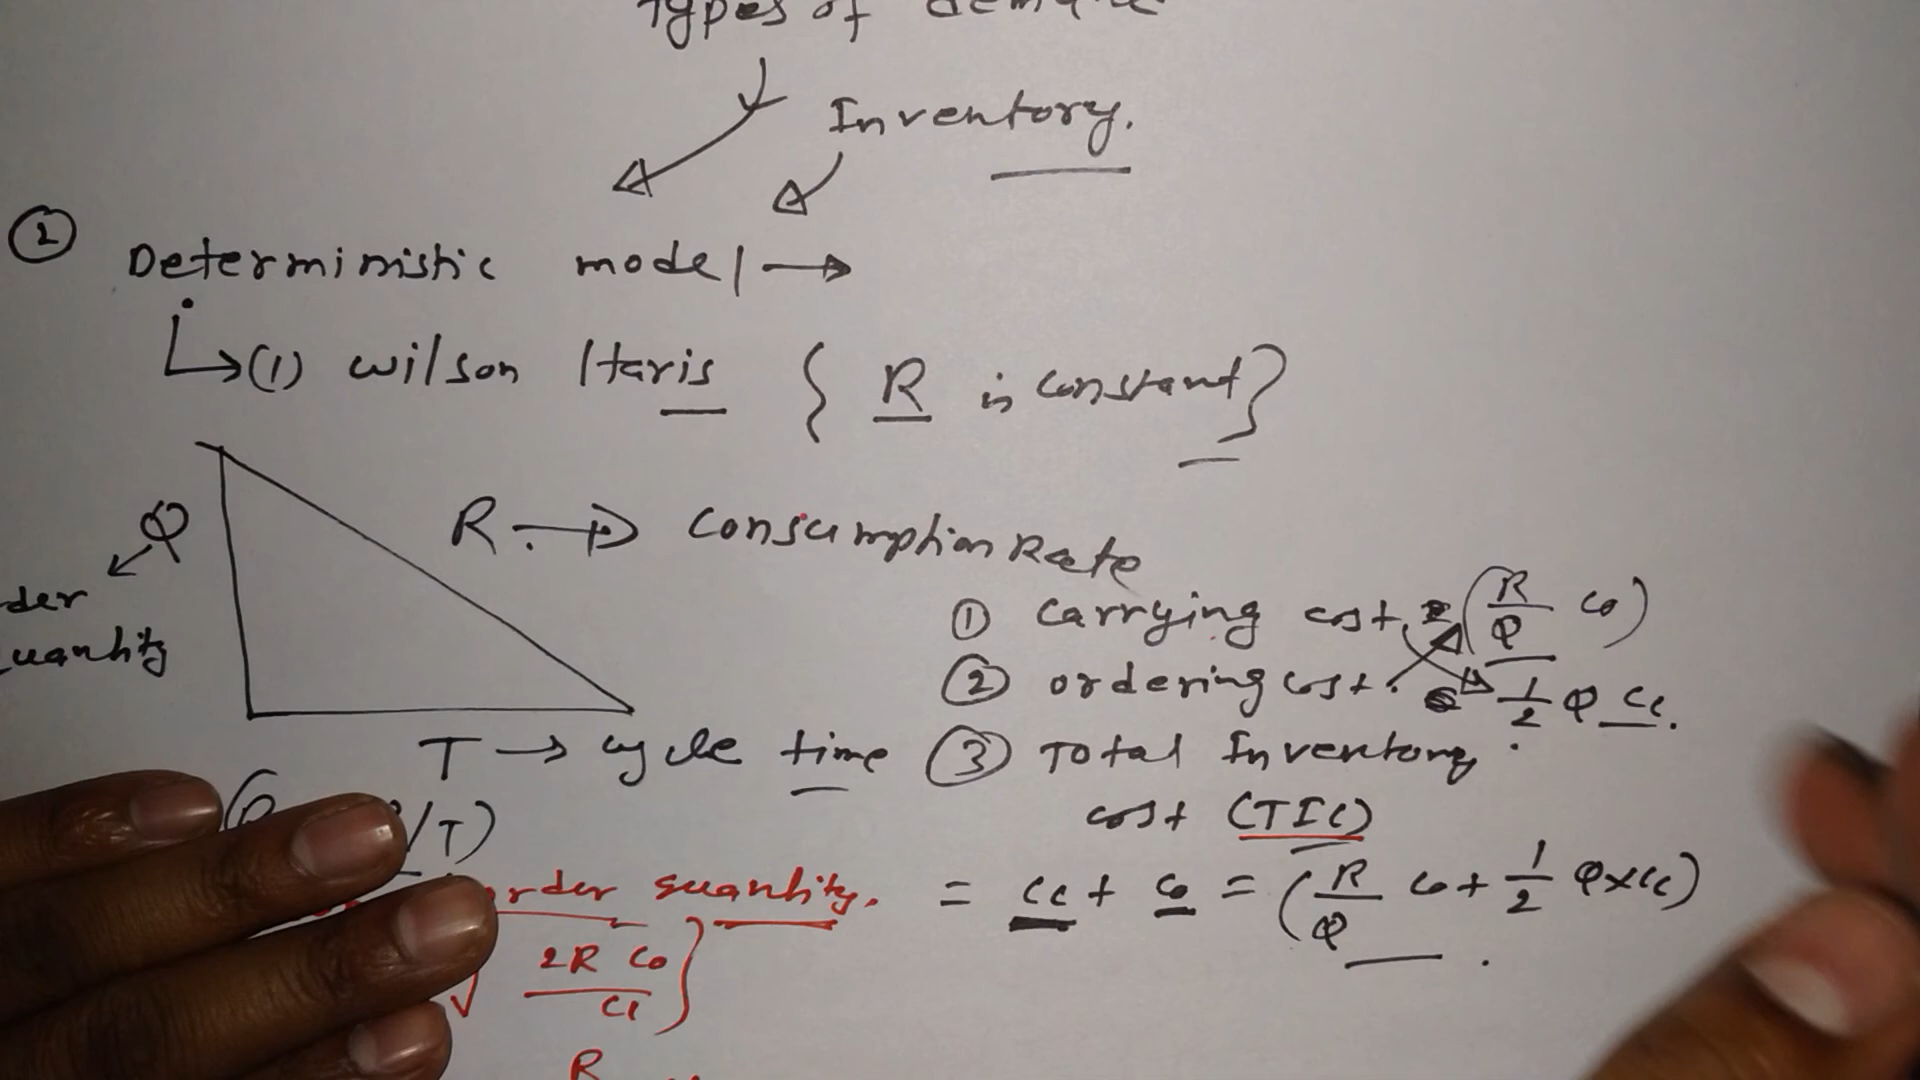 Types of
Inventory.
2
Deterministic model →
↳ (1) wilson Haris { R is constant }
Q
R. → Consumption Rate
der
uantity
① carrying cost (R/Q Co)
② ordering cost. 1/2 Q Cc.
T → cycle time
③ Total Inventory
cost (TIC)
/T)
order quantity.
= Cc + Co = (R/Q Co + 1/2 Q x Cc)
√ 2R Co / Cc }
R